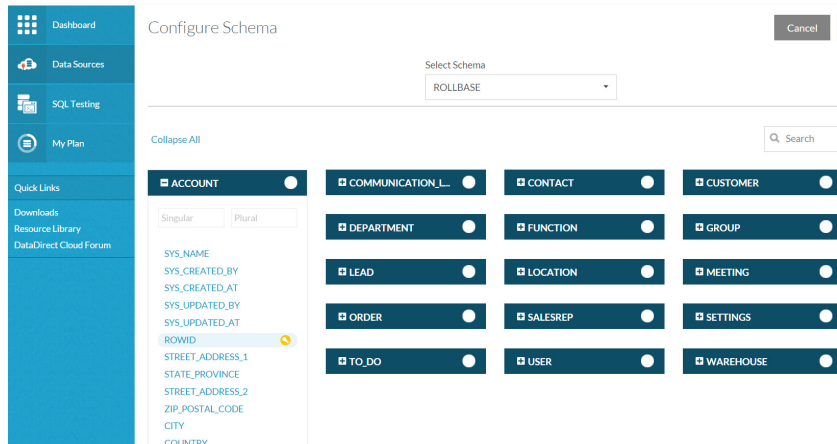 Dashboard
Data Sources
SQL Testing
My Plan
Quick Links
Downloads
Resource Library
DataDirect Cloud Forum
Configure Schema
Cancel
Select Schema
ROLLBASE
Collapse All
Search
ACCOUNT
Singular Plural
SYS_NAME
SYS_CREATED_BY
SYS_CREATED_AT
SYS_UPDATED_BY
SYS_UPDATED_AT
ROWID
STREET_ADDRESS_1
STATE_PROVINCE
STREET_ADDRESS_2
ZIP_POSTAL_CODE
CITY
COUNTRY
COMMUNICATION_L... CONTACT CUSTOMER
DEPARTMENT FUNCTION GROUP
LEAD LOCATION MEETING
ORDER SALESREP SETTINGS
TO_DO USER WAREHOUSE